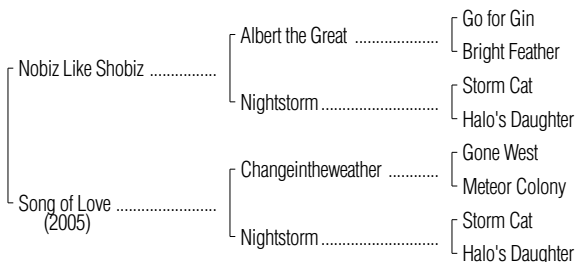 Go for Gin
Albert the Great ....................
Bright Feather
Nobiz Like Shobiz ................
Storm Cat
Nightstorm ............................
Halo's Daughter
Gone West
Changeintheweather ............
Meteor Colony
Song of Love ........................
(2005)
Storm Cat
Nightstorm ............................
Halo's Daughter